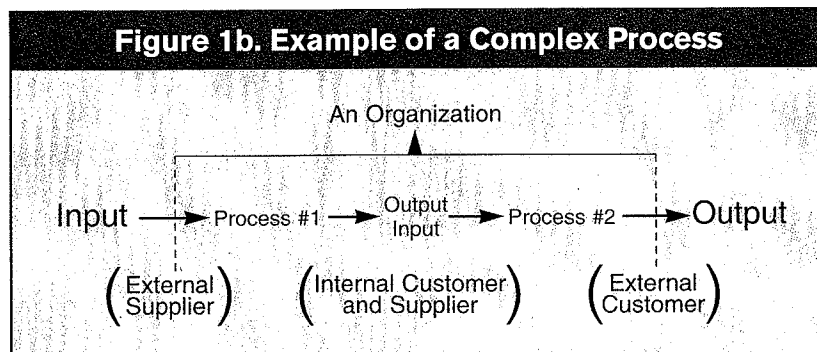 Figure 1b. Example of a Complex Process
An Organization
Input Process #1 Output Input Process #2 Output
(External Supplier) (Internal Customer and Supplier) (External Customer)